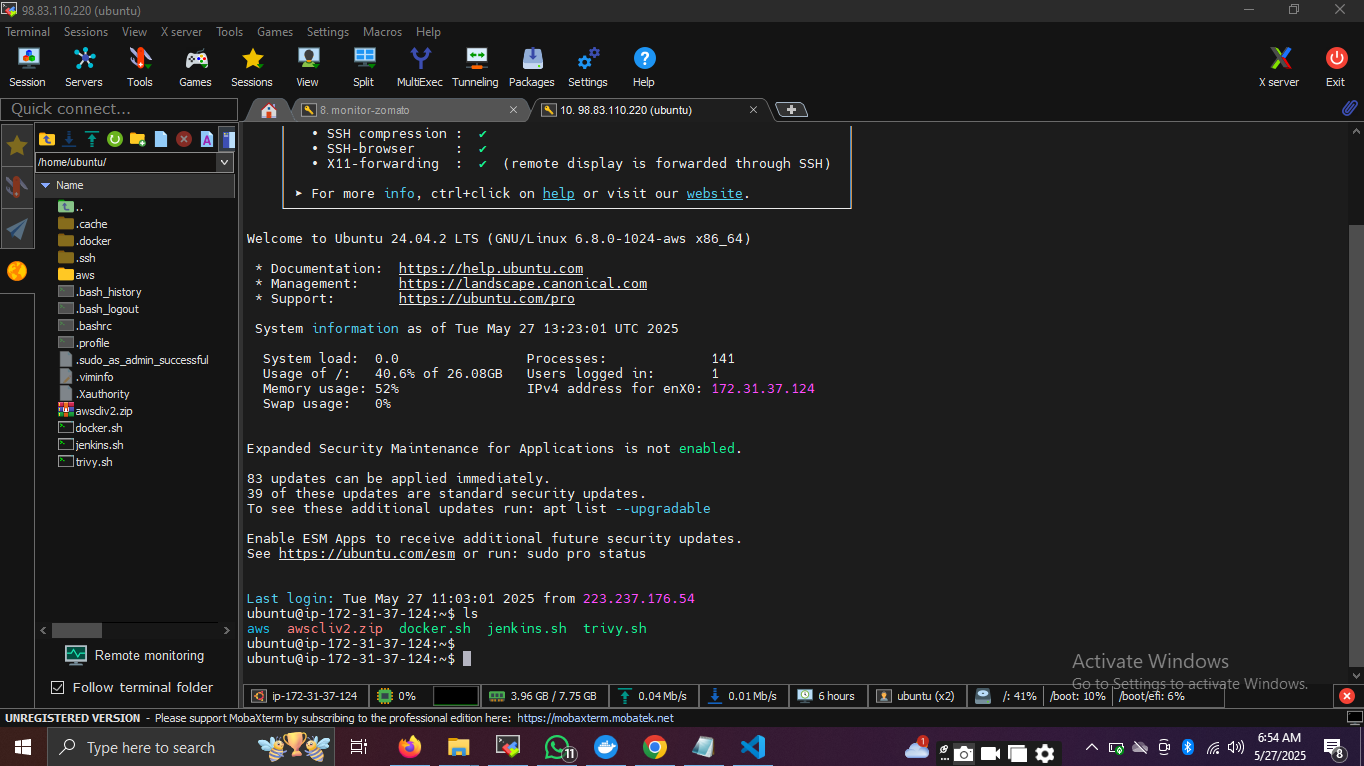 98.83.110.220 (ubuntu)
Terminal Sessions View X server Tools Games Settings Macros Help
Session Servers Tools Games Sessions View Split MultiExec Tunneling Packages Settings Help X server Exit
Quick connect...
8. monitor-zomato
10. 98.83.110.220 (ubuntu)
/home/ubuntu/
Name
..
.cache
.docker
.ssh
aws
.bash_history
.bash_logout
.bashrc
.profile
.sudo_as_admin_successful
.viminfo
.Xauthority
awscliv2.zip
docker.sh
jenkins.sh
trivy.sh
Remote monitoring
Follow terminal folder
• SSH compression : ✔
• SSH-browser : ✔
• X11-forwarding : ✔ (remote display is forwarded through SSH)
➤ For more info, ctrl+click on help or visit our website.
Welcome to Ubuntu 24.04.2 LTS (GNU/Linux 6.8.0-1024-aws x86_64)
* Documentation: https://help.ubuntu.com
* Management: https://landscape.canonical.com
* Support: https://ubuntu.com/pro
System information as of Tue May 27 13:23:01 UTC 2025
System load: 0.0 Processes: 141
Usage of /: 40.6% of 26.08GB Users logged in: 1
Memory usage: 52% IPv4 address for enX0: 172.31.37.124
Swap usage: 0%
Expanded Security Maintenance for Applications is not enabled.
83 updates can be applied immediately.
39 of these updates are standard security updates.
To see these additional updates run: apt list --upgradable
Enable ESM Apps to receive additional future security updates.
See https://ubuntu.com/esm or run: sudo pro status
Last login: Tue May 27 11:03:01 2025 from 223.237.176.54
ubuntu@ip-172-31-37-124:~$ ls
aws awscliv2.zip docker.sh jenkins.sh trivy.sh
ubuntu@ip-172-31-37-124:~$
ubuntu@ip-172-31-37-124:~$
Activate Windows
Go to Settings to activate Windows.
ip-172-31-37-124 0% 3.96 GB / 7.75 GB 0.04 Mb/s 0.01 Mb/s 6 hours ubuntu (x2) /: 41% /boot: 10% /boot/efi: 6%
UNREGISTERED VERSION - Please support MobaXterm by subscribing to the professional edition here: https://mobaxterm.mobatek.net
Type here to search
11
1
6:54 AM
5/27/2025
8